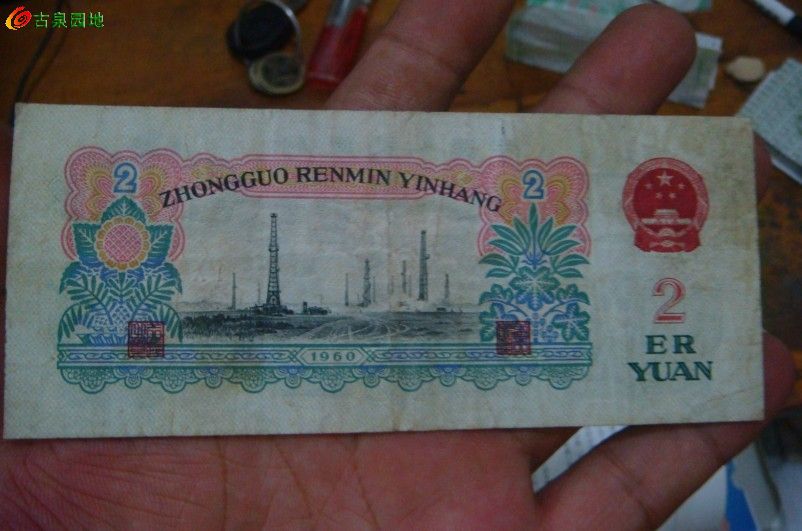 古泉园地
2
2
ZHONGGUO RENMIN YINHANG
2
ER
YUAN
1960